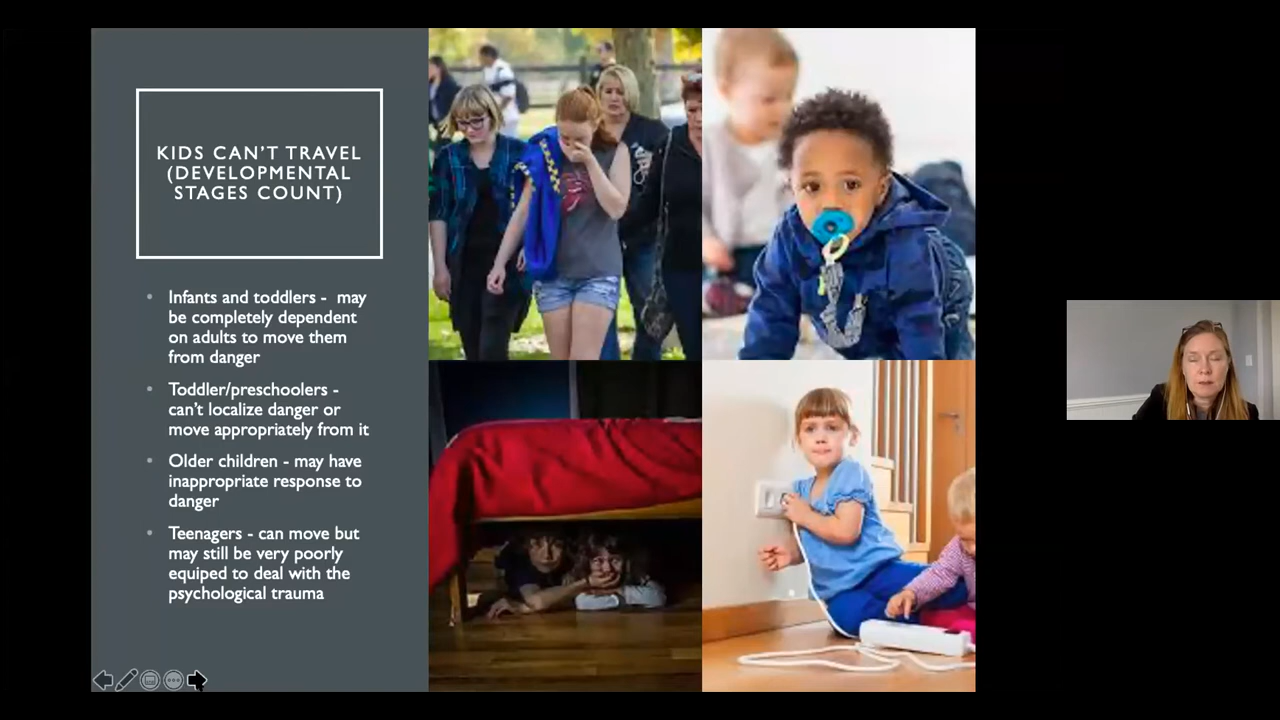 KIDS CAN'T TRAVEL
(DEVELOPMENTAL
STAGES COUNT)
• Infants and toddlers - may
be completely dependent
on adults to move them
from danger
• Toddler/preschoolers -
can't localize danger or
move appropriately from it
• Older children - may have
inappropriate response to
danger
• Teenagers - can move but
may still be very poorly
equiped to deal with the
psychological trauma